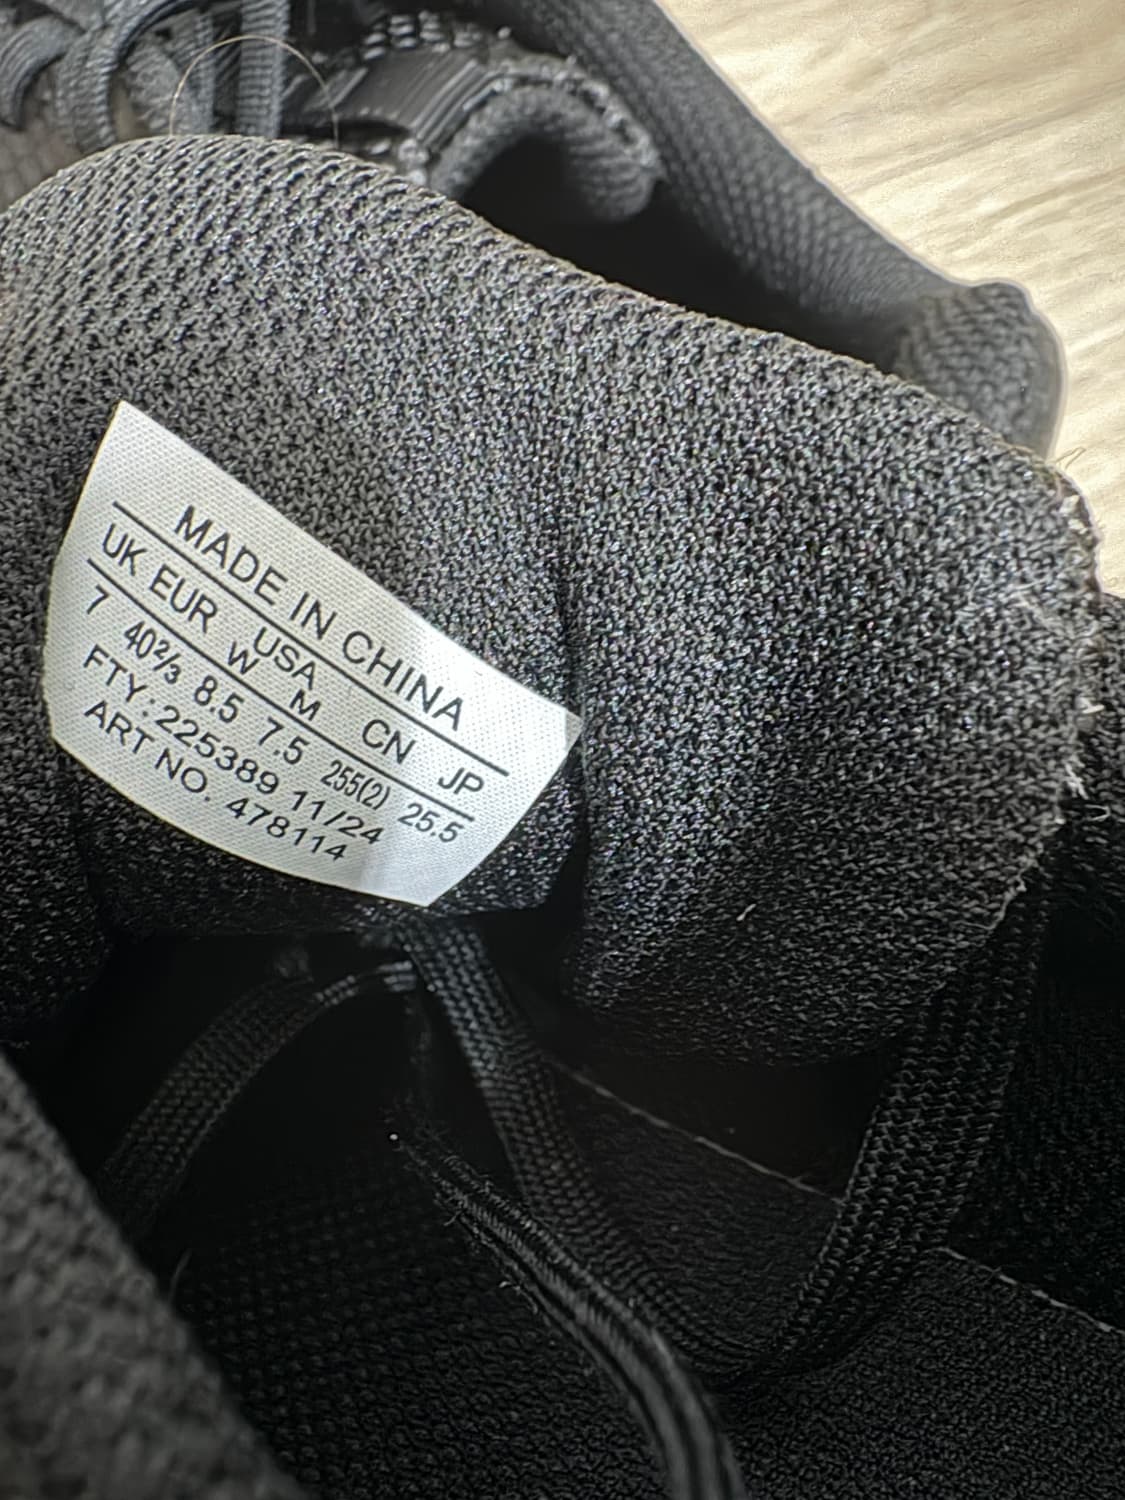 MADE IN CHINA
UK EUR USA CN JP
W M
7 40⅔ 8.5 7.5 255(2) 25.5
FTY:225389 11/24
ART NO. 478114